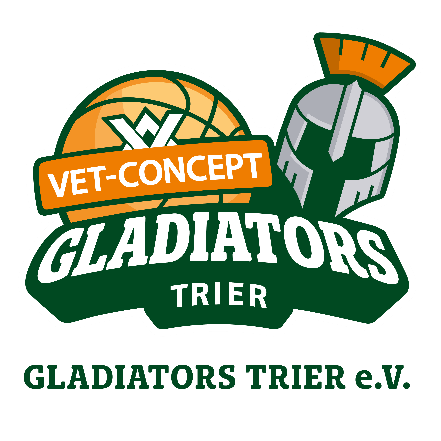 VET-CONCEPT
GLADIATORS
TRIER
GLADIATORS TRIER e.V.